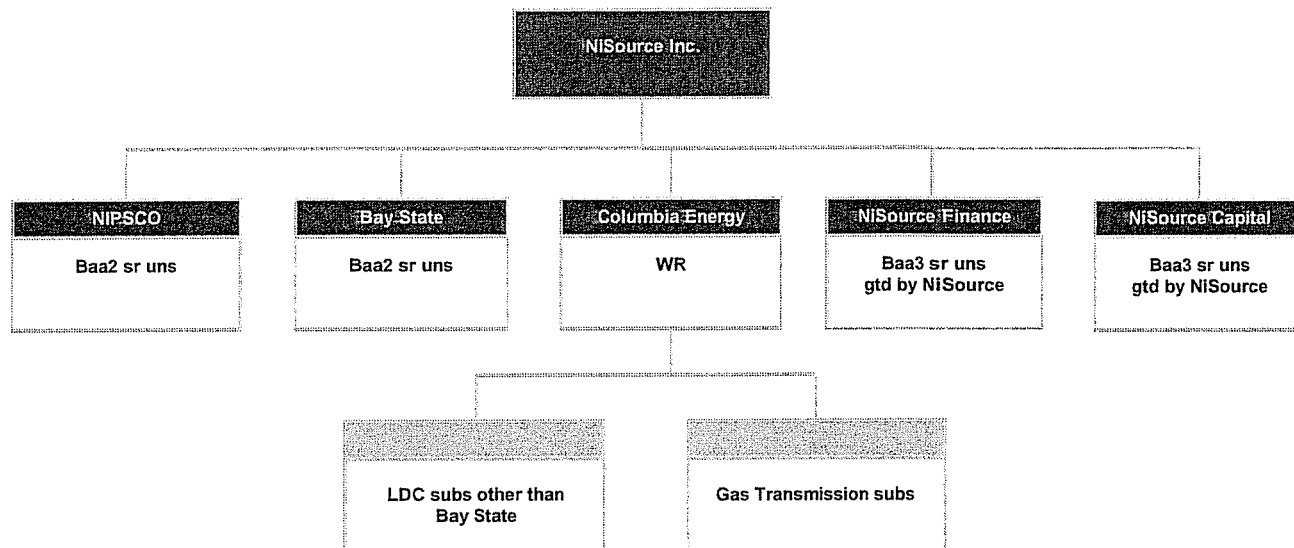 NiSource Inc.
NIPSCO
Baa2 sr uns
Bay State
Baa2 sr uns
Columbia Energy
WR
NiSource Finance
Baa3 sr uns
gtd by NiSource
NiSource Capital
Baa3 sr uns
gtd by NiSource
LDC subs other than
Bay State
Gas Transmission subs